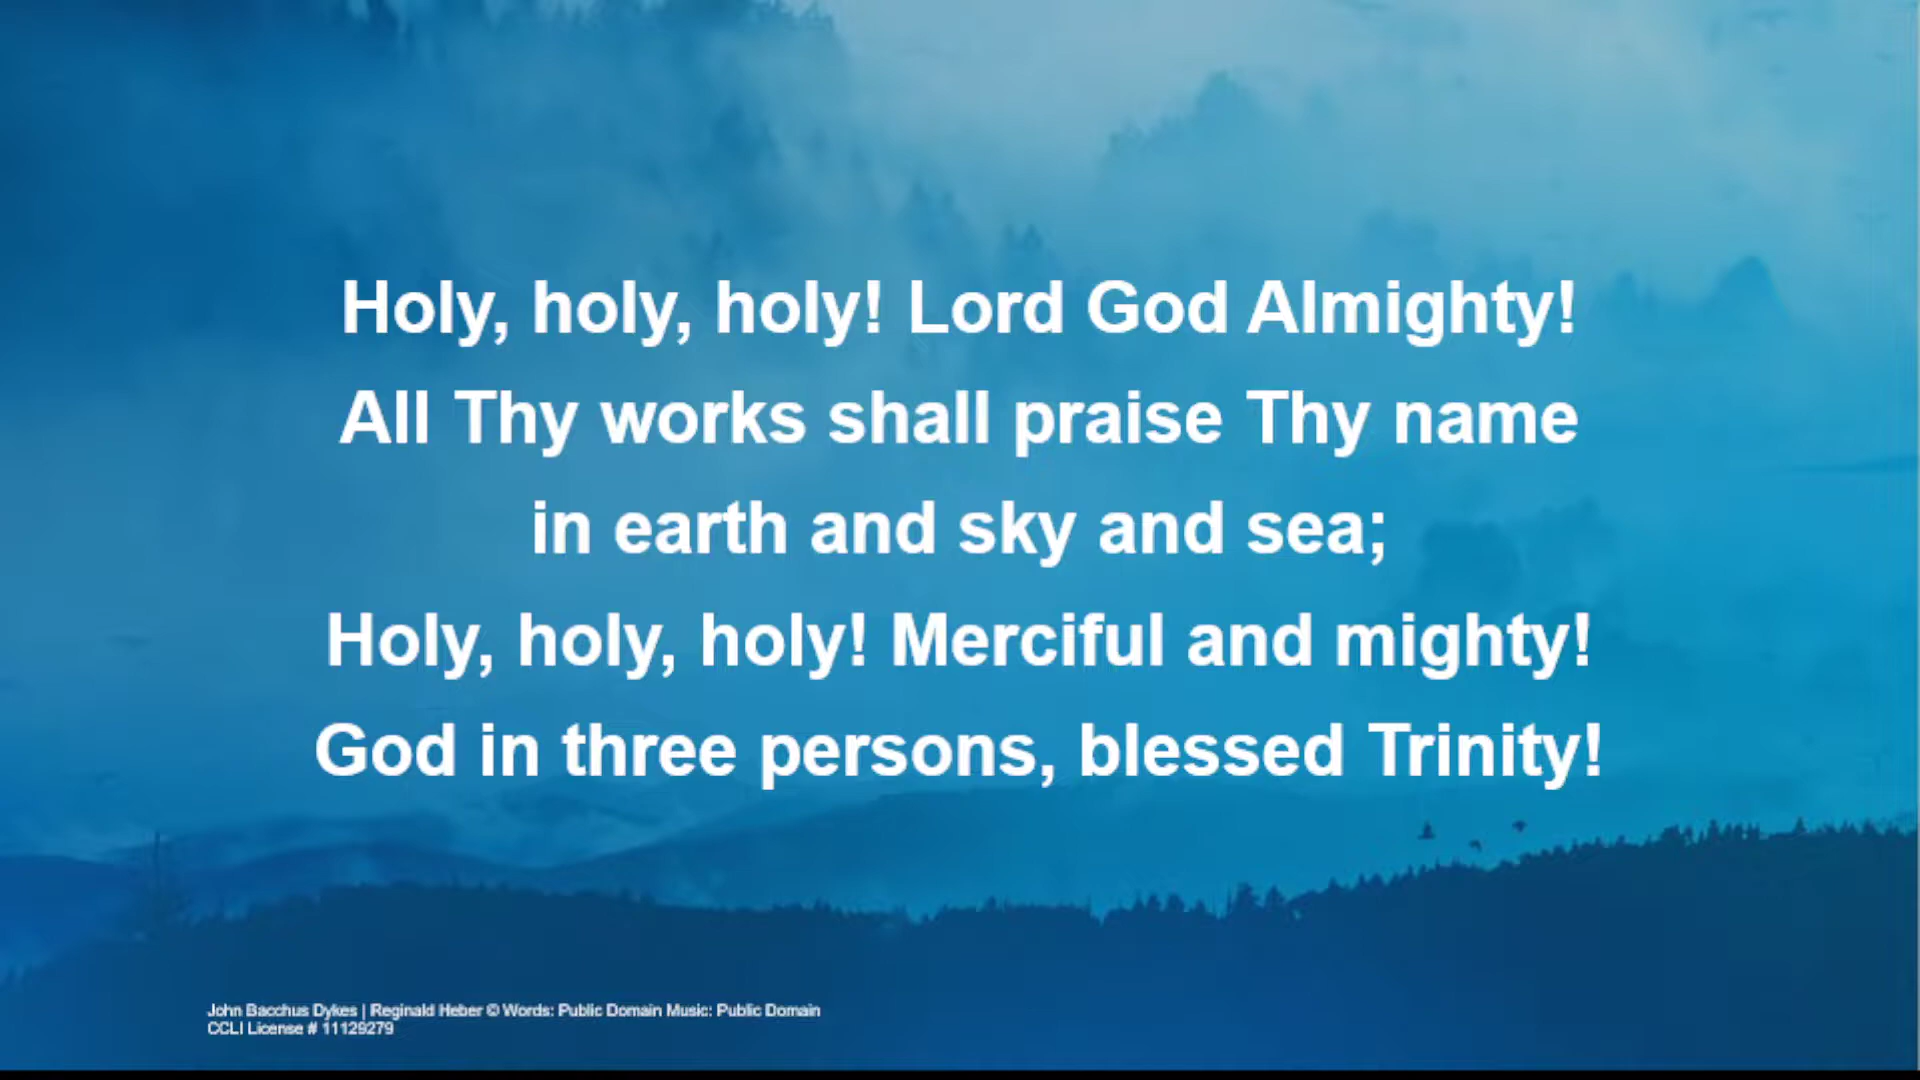 Holy, holy, holy! Lord God Almighty!
All Thy works shall praise Thy name
in earth and sky and sea;
Holy, holy, holy! Merciful and mighty!
God in three persons, blessed Trinity!
John Bacchus Dykes | Reginald Heber © Words: Public Domain Music: Public Domain
CCLI License # 11129279